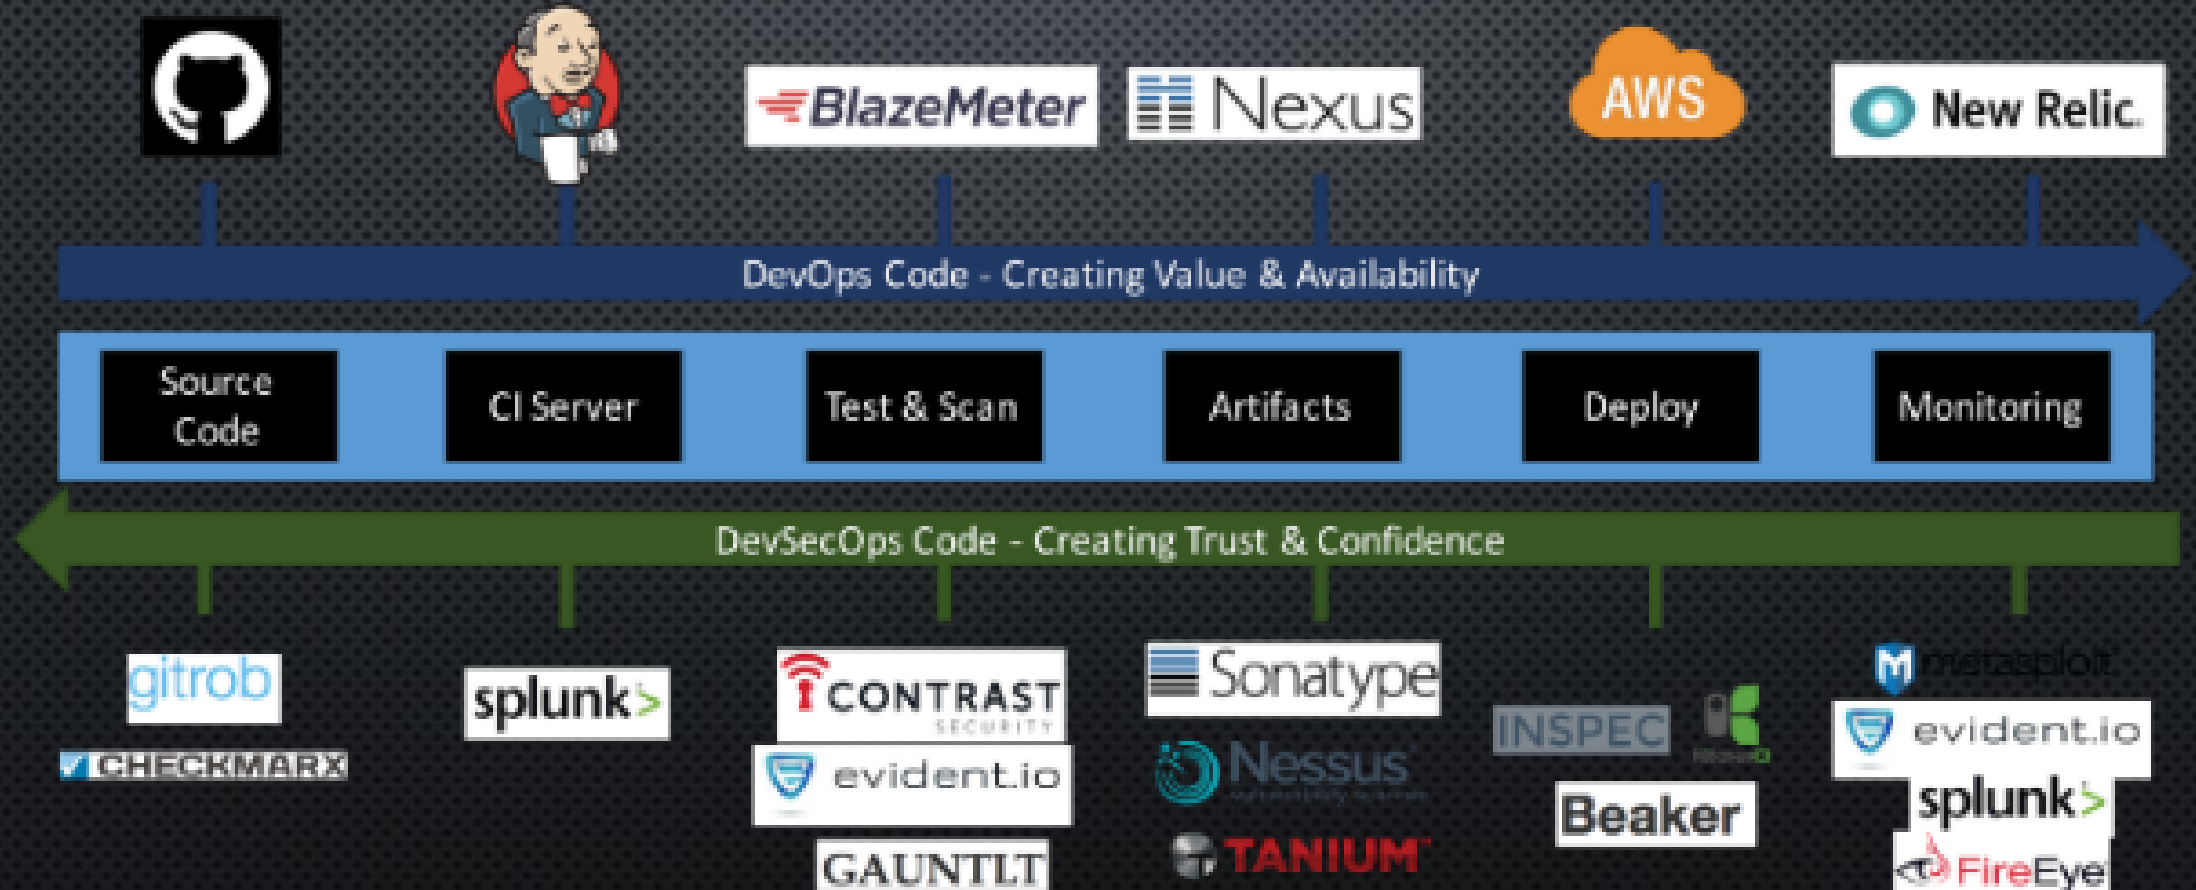 BlazeMeter
Nexus
AWS
New Relic.
DevOps Code - Creating Value & Availability
Source
Code
CI Server
Test & Scan
Artifacts
Deploy
Monitoring
DevSecOps Code - Creating Trust & Confidence
gitrob
CHECKMARX
splunk>
CONTRAST
SECURITY
evident.io
GAUNTLT
Sonatype
Nessus
TANIUM™
INSPEC
Beaker
metasploit
evident.io
splunk>
FireEye